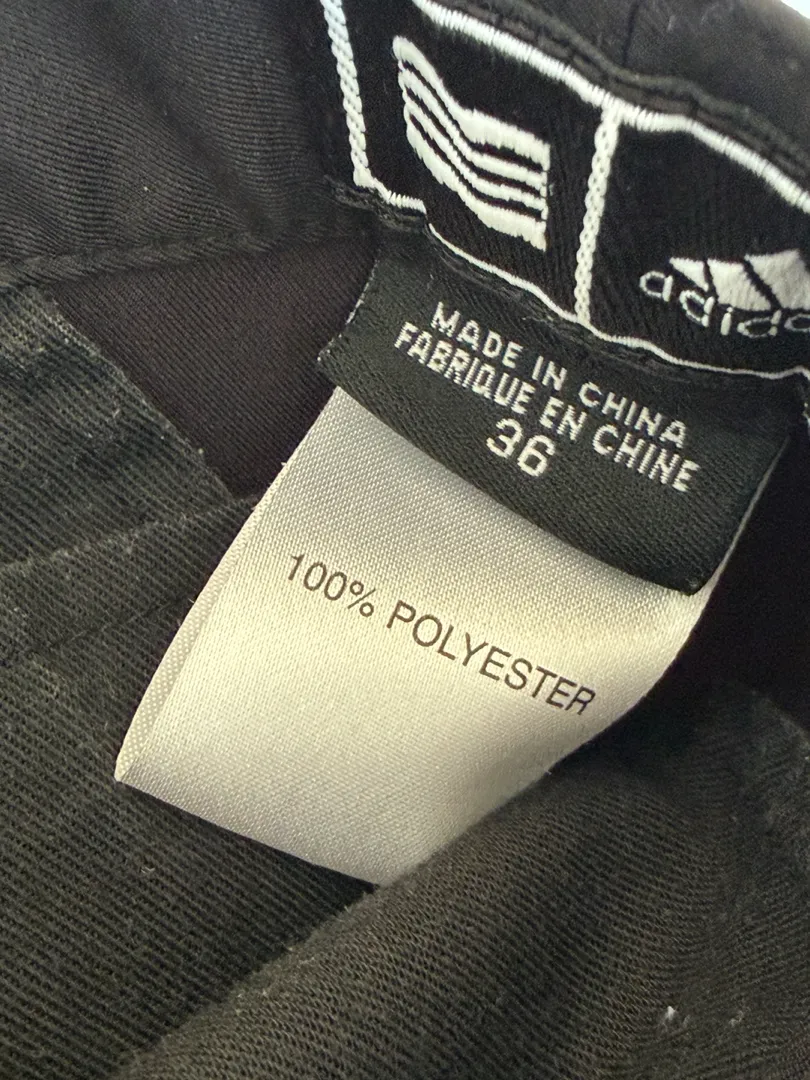 adidas
MADE IN CHINA
FABRIQUE EN CHINE
36
100% POLYESTER